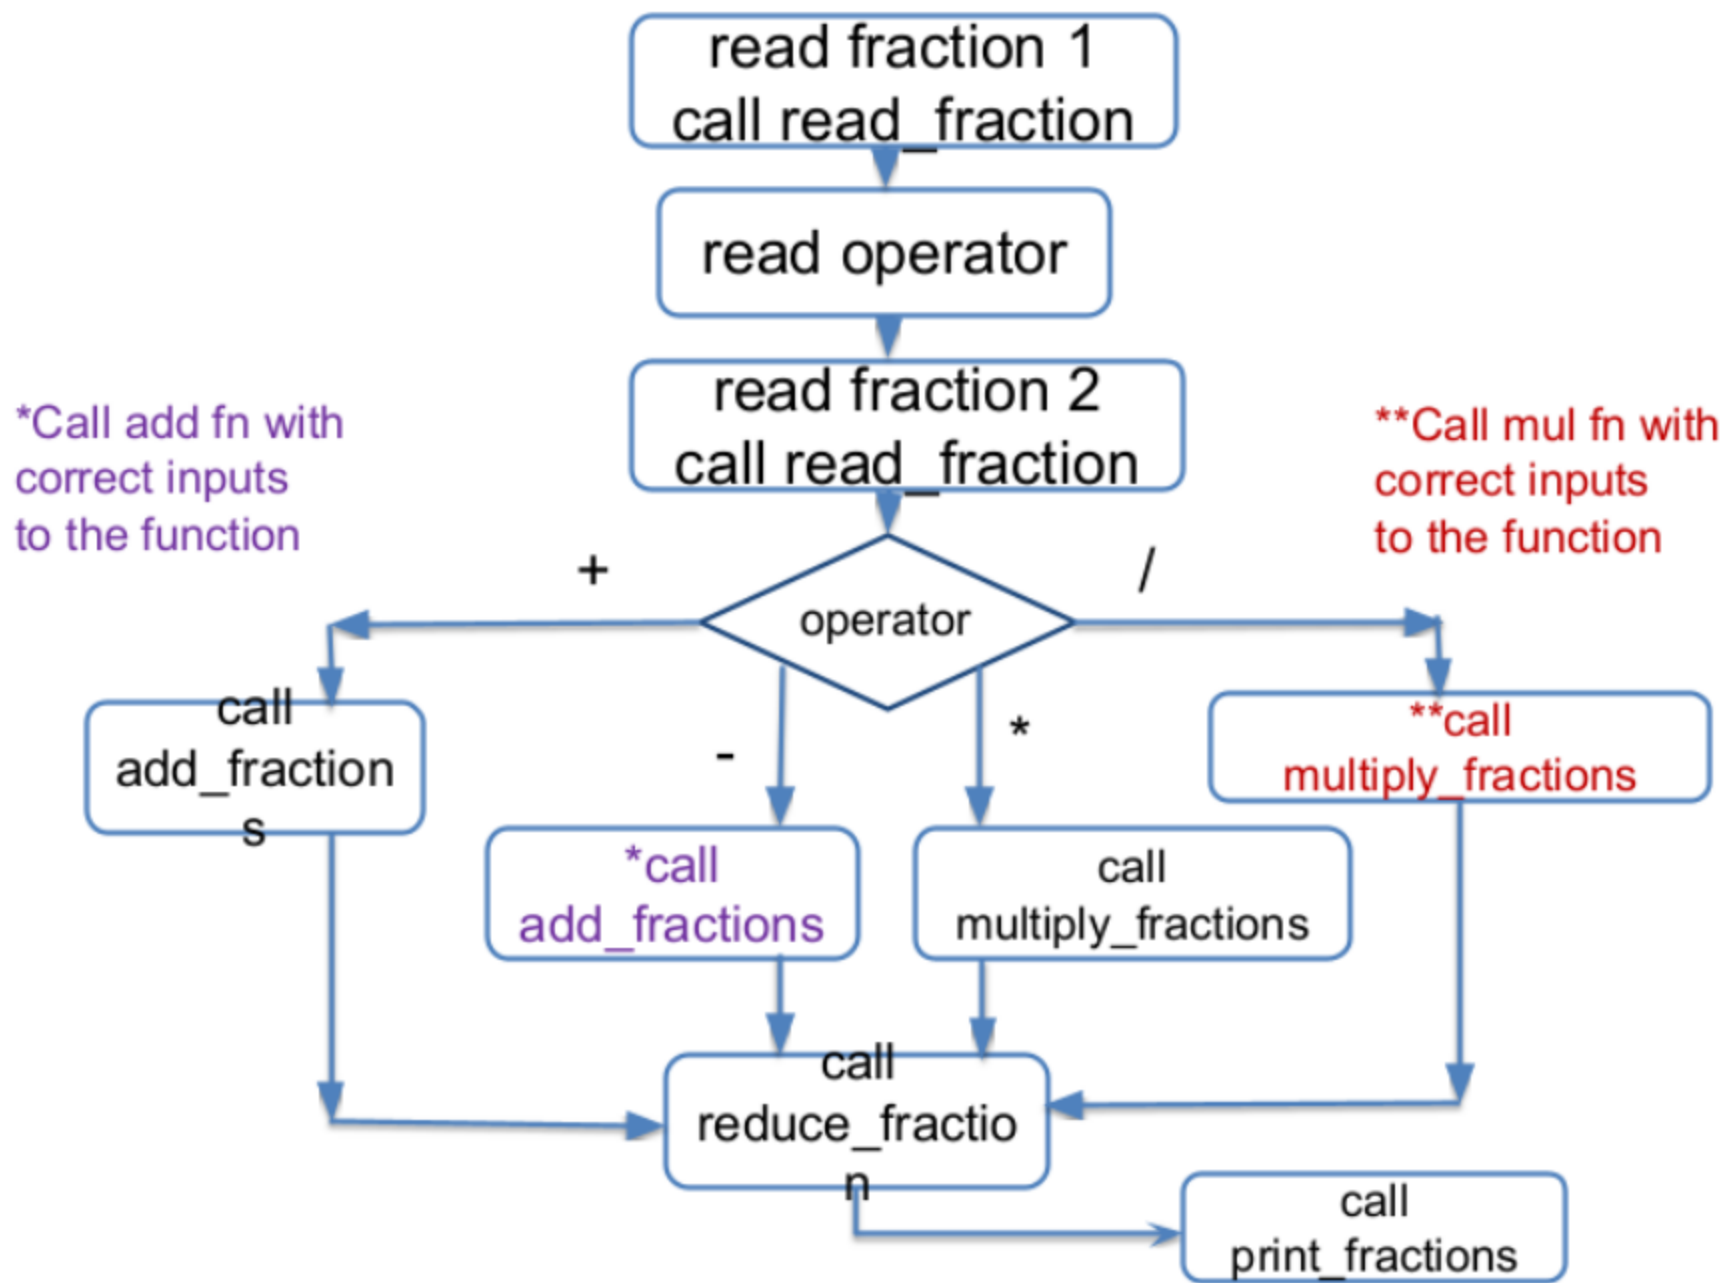 read fraction 1
call read_fraction
read operator
read fraction 2
call read_fraction
*Call add fn with
correct inputs
to the function
**Call mul fn with
correct inputs
to the function
+
/
operator
call
add_fraction
s
-
*
**call
multiply_fractions
*call
add_fractions
call
multiply_fractions
call
reduce_fractio
n
call
print_fractions